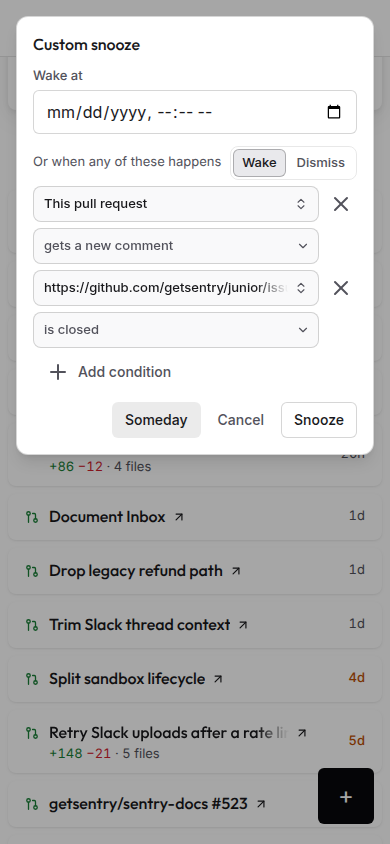 Custom snooze
Wake at
mm/dd/yyyy, --:-- --
Or when any of these happens Wake Dismiss
This pull request
gets a new comment
https://github.com/getsentry/junior/iss
is closed
+ Add condition
Someday Cancel Snooze
+86 −12 · 4 files
Document Inbox 1d
Drop legacy refund path 1d
Trim Slack thread context 1d
Split sandbox lifecycle 4d
Retry Slack uploads after a rate 5d
+148 −21 · 5 files
getsentry/sentry-docs #523
+